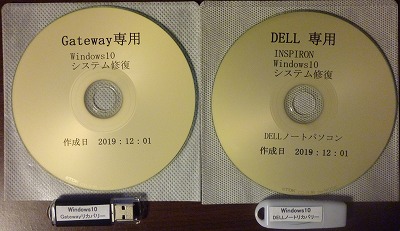 Gateway専用
Windows10
システム修復
作成日 2019:12:01
DELL 専用
INSPIRON
Windows10
システム修復
DELLノートパソコン
作成日 2019:12:01
Windows10
Gatewayリカバリー
Windows10
DELLノートリカバリー